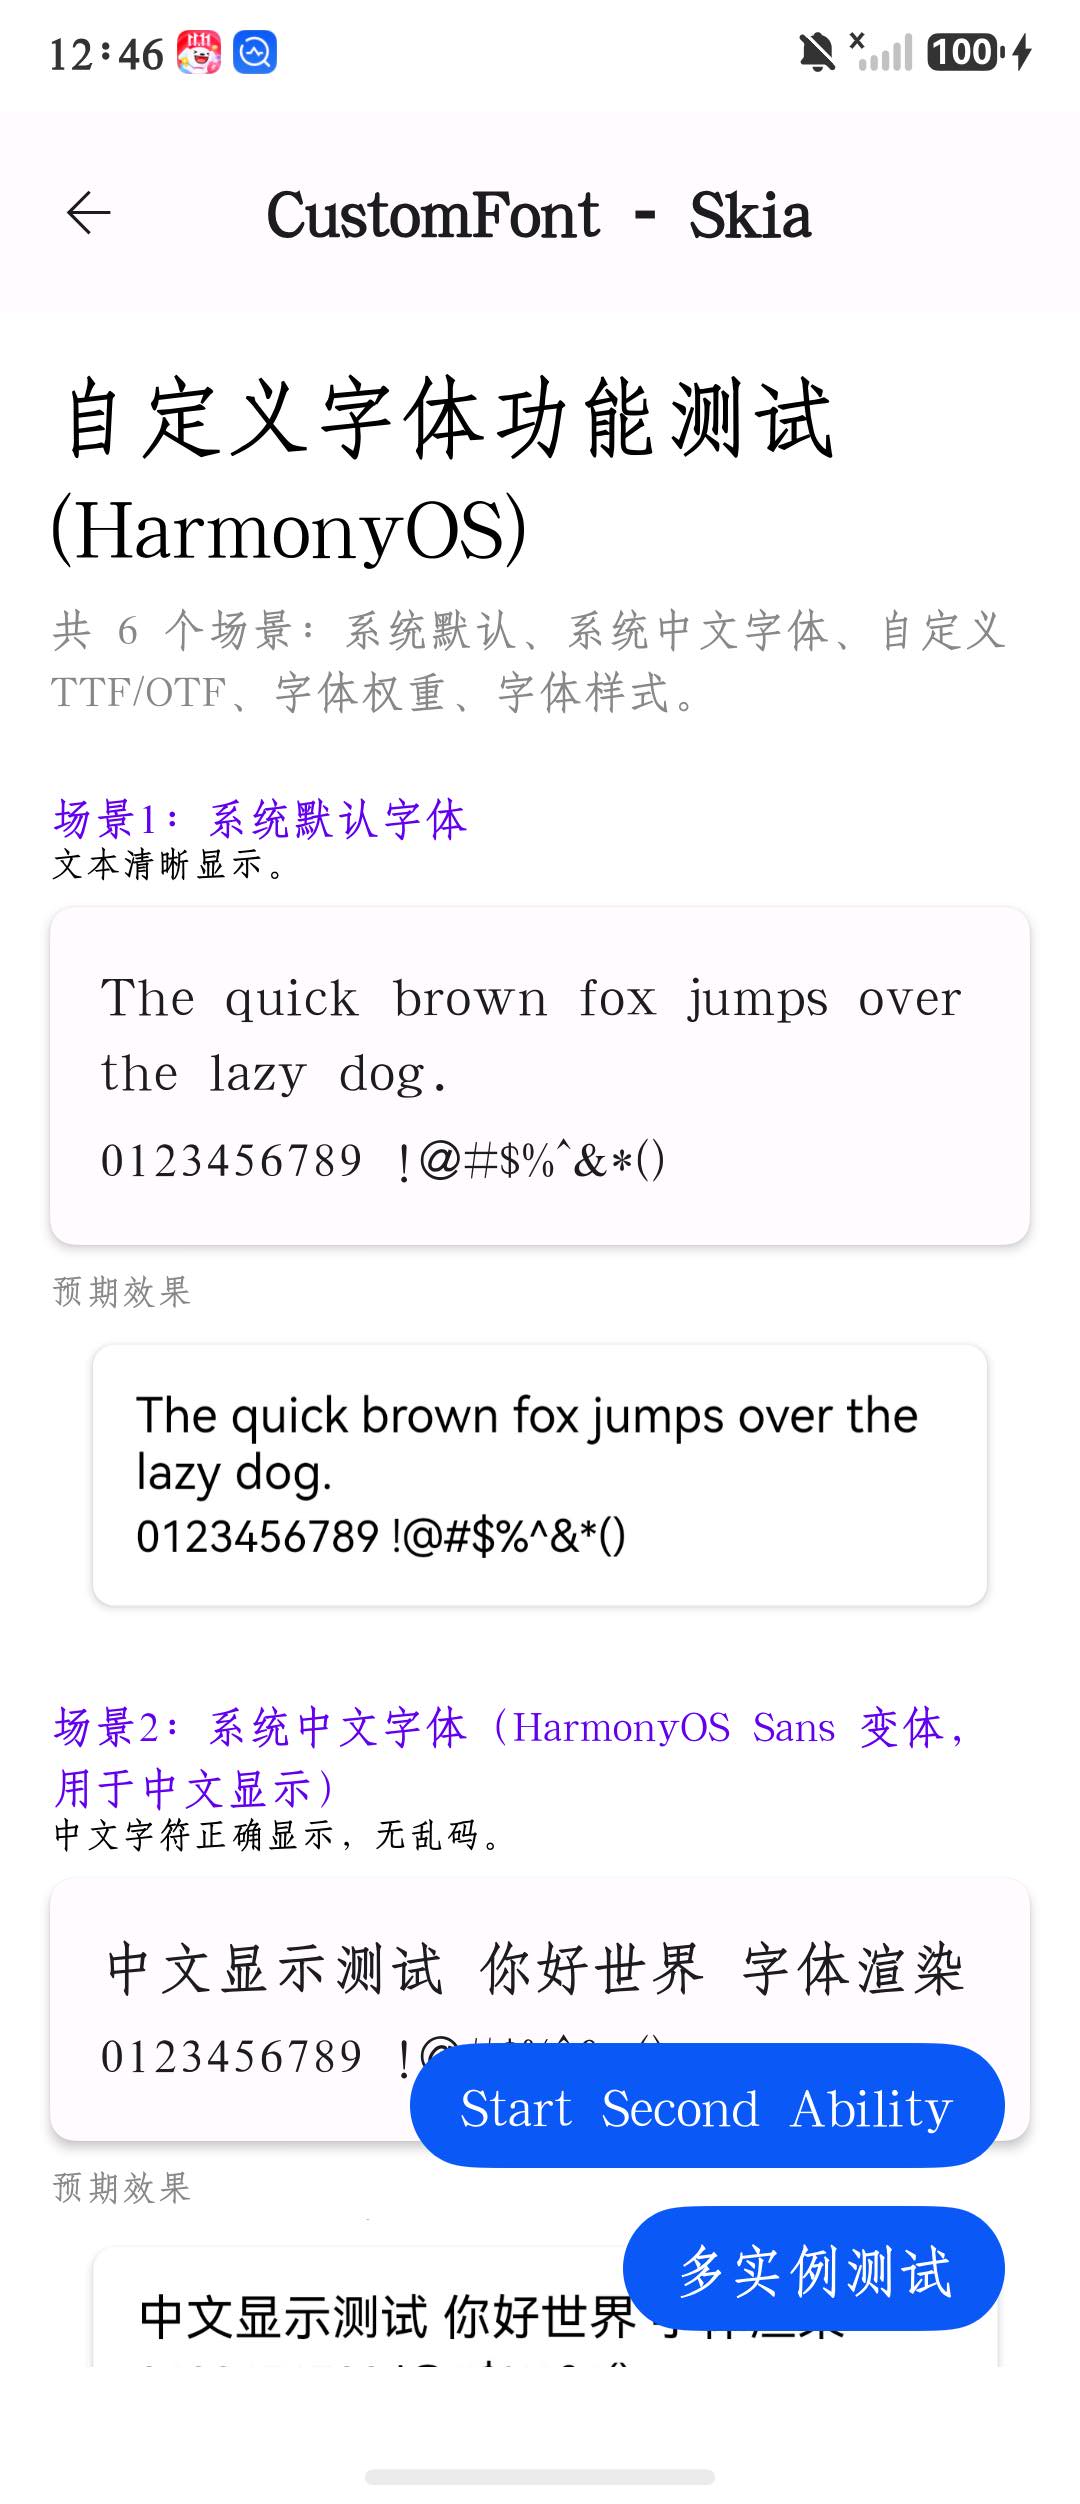 12:46
100
CustomFont - Skia
自定义字体功能测试
(HarmonyOS)
共 6 个场景：系统默认、系统中文字体、自定义
TTF/OTF、字体权重、字体样式。
场景1：系统默认字体
文本清晰显示。
The quick brown fox jumps over
the lazy dog.
0123456789 !@#$%^&*()
预期效果
The quick brown fox jumps over the
lazy dog.
0123456789 !@#$%^&*()
场景2：系统中文字体（HarmonyOS Sans 变体，
用于中文显示）
中文字符正确显示，无乱码。
中文显示测试 你好世界 字体渲染
0123456789 !@
Start Second Ability
预期效果
多实例测试
中文显示测试 你好世界